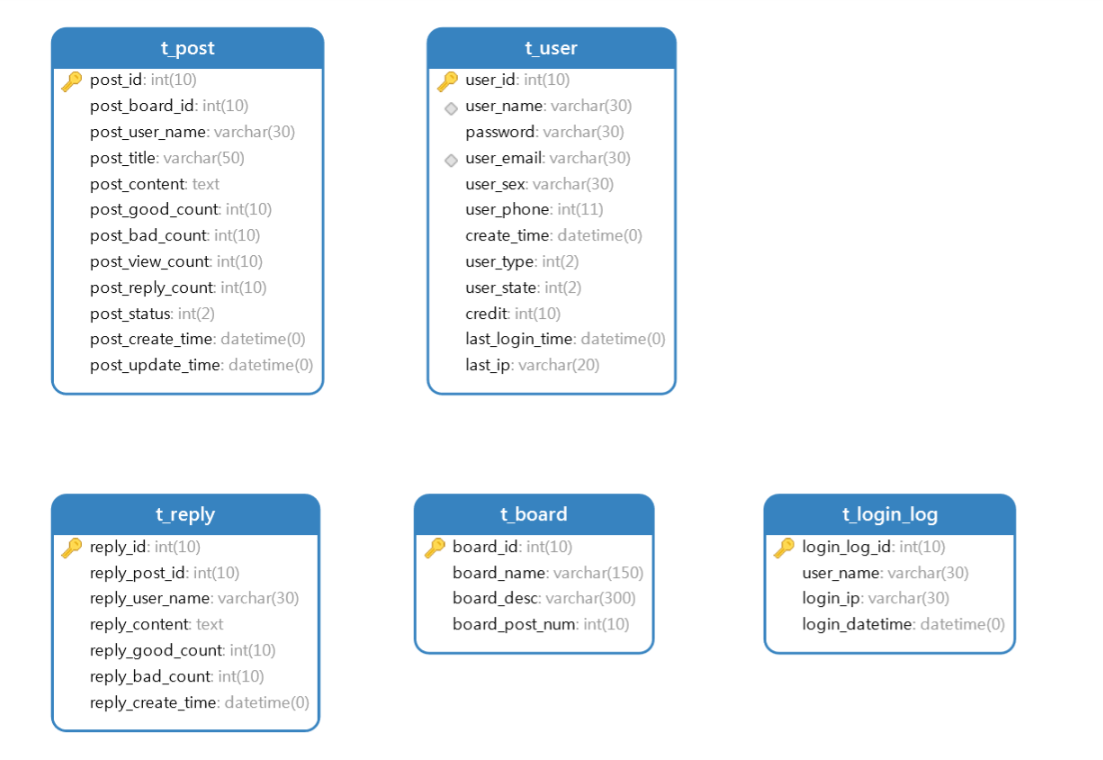 t_post
post_id: int(10)
post_board_id: int(10)
post_user_name: varchar(30)
post_title: varchar(50)
post_content: text
post_good_count: int(10)
post_bad_count: int(10)
post_view_count: int(10)
post_reply_count: int(10)
post_status: int(2)
post_create_time: datetime(0)
post_update_time: datetime(0)
t_user
user_id: int(10)
user_name: varchar(30)
password: varchar(30)
user_email: varchar(30)
user_sex: varchar(30)
user_phone: int(11)
create_time: datetime(0)
user_type: int(2)
user_state: int(2)
credit: int(10)
last_login_time: datetime(0)
last_ip: varchar(20)
t_reply
reply_id: int(10)
reply_post_id: int(10)
reply_user_name: varchar(30)
reply_content: text
reply_good_count: int(10)
reply_bad_count: int(10)
reply_create_time: datetime(0)
t_board
board_id: int(10)
board_name: varchar(150)
board_desc: varchar(300)
board_post_num: int(10)
t_login_log
login_log_id: int(10)
user_name: varchar(30)
login_ip: varchar(30)
login_datetime: datetime(0)